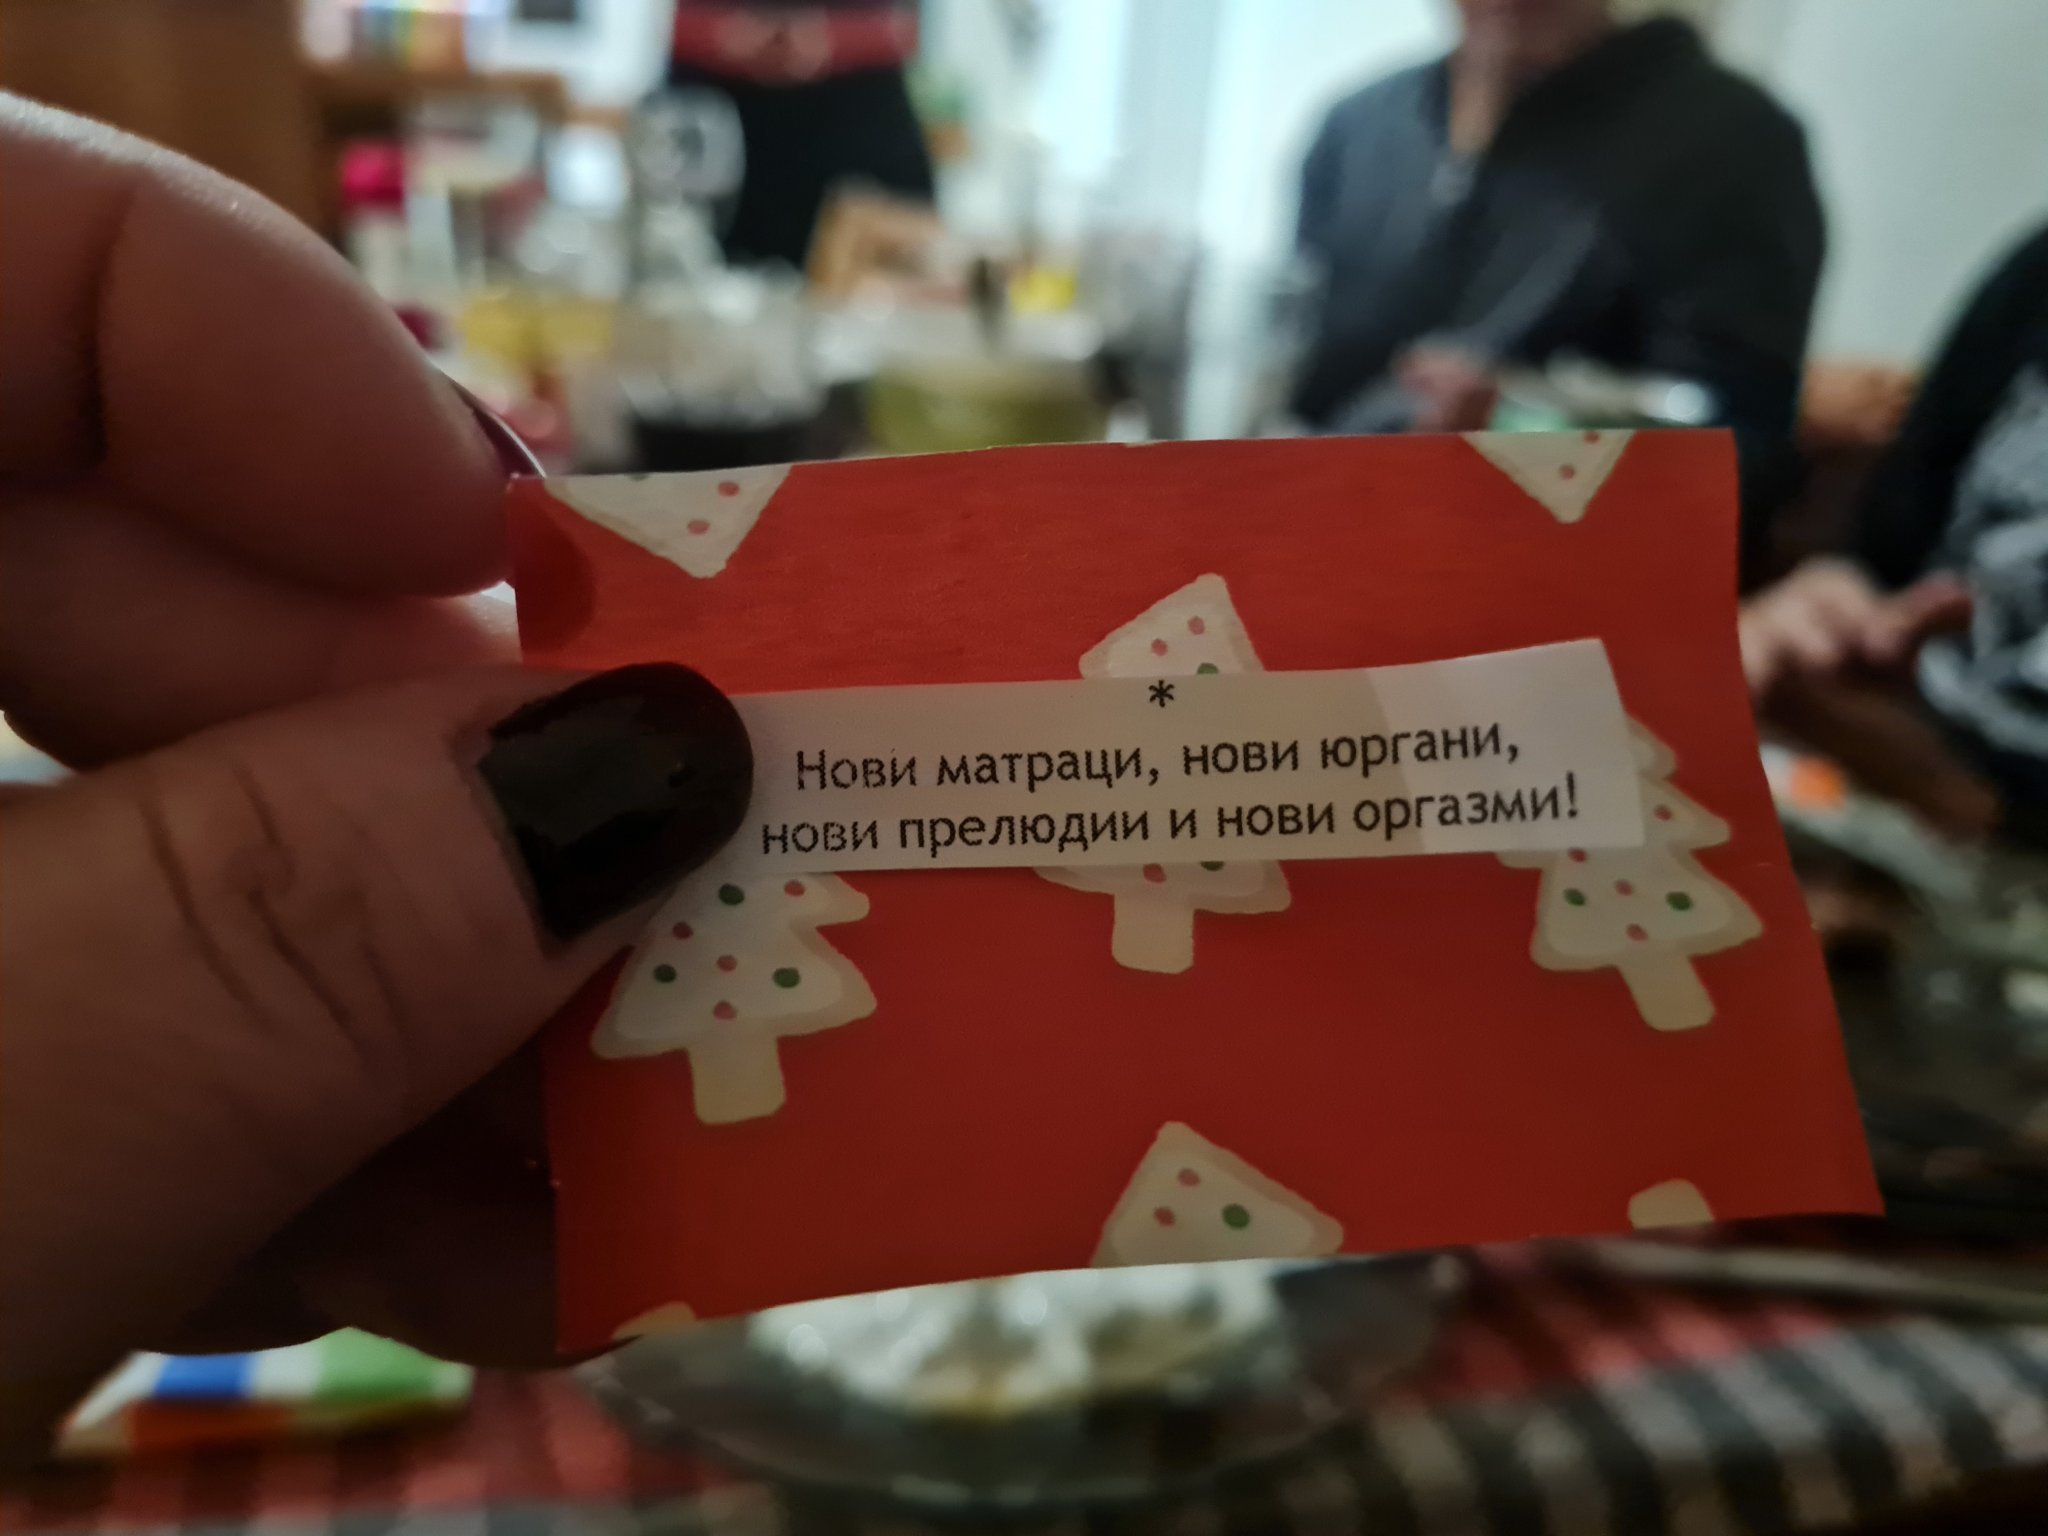 *
Нови матраци, нови юргани,
нови прелюдии и нови оргазми!